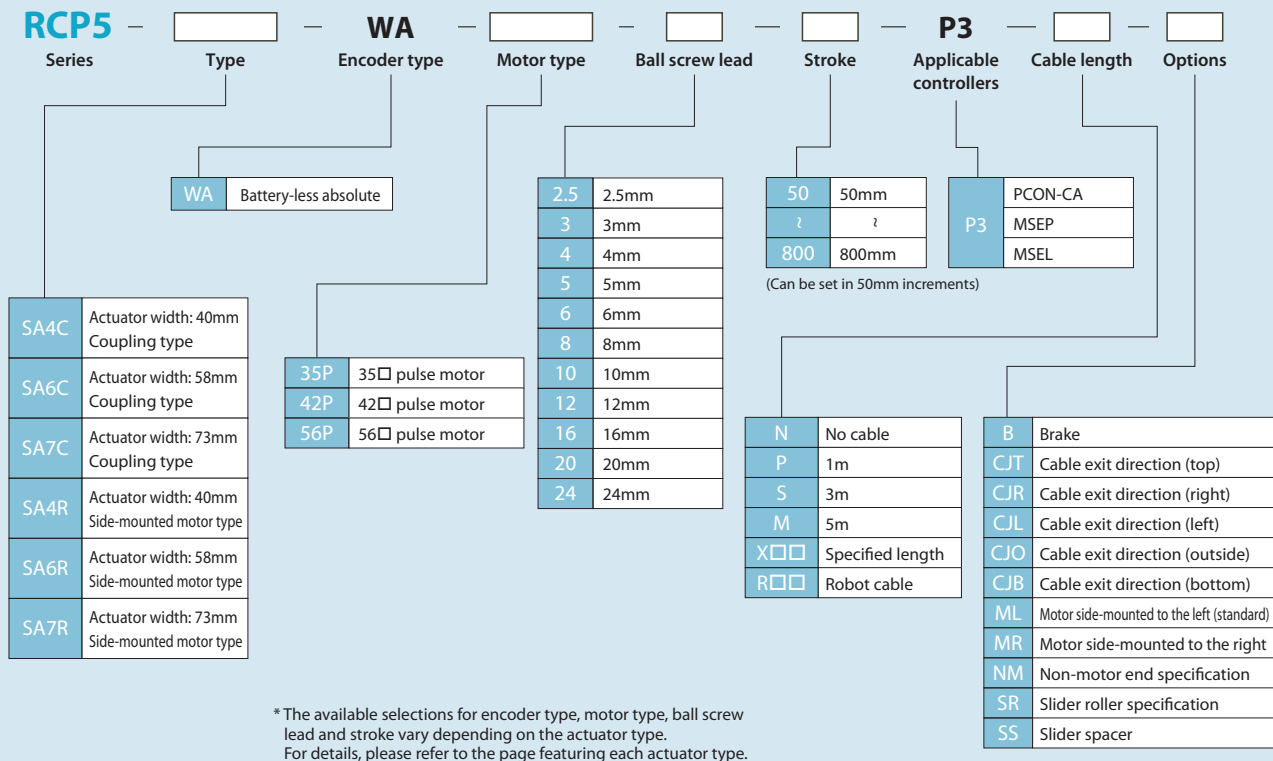 RCP5 – – WA – – – – P3 – –
Series Type Encoder type Motor type Ball screw lead Stroke Applicable controllers Cable length Options
WA Battery-less absolute
2.5 2.5mm
3 3mm
4 4mm
5 5mm
6 6mm
8 8mm
10 10mm
12 12mm
16 16mm
20 20mm
24 24mm
50 50mm
~ ~
800 800mm
(Can be set in 50mm increments)
P3
PCON-CA
MSEP
MSEL
SA4C
Actuator width: 40mm
Coupling type
SA6C
Actuator width: 58mm
Coupling type
SA7C
Actuator width: 73mm
Coupling type
SA4R
Actuator width: 40mm
Side-mounted motor type
SA6R
Actuator width: 58mm
Side-mounted motor type
SA7R
Actuator width: 73mm
Side-mounted motor type
35P 35□ pulse motor
42P 42□ pulse motor
56P 56□ pulse motor
N No cable
P 1m
S 3m
M 5m
X□□ Specified length
R□□ Robot cable
B Brake
CJT Cable exit direction (top)
CJR Cable exit direction (right)
CJL Cable exit direction (left)
CJO Cable exit direction (outside)
CJB Cable exit direction (bottom)
ML Motor side-mounted to the left (standard)
MR Motor side-mounted to the right
NM Non-motor end specification
SR Slider roller specification
SS Slider spacer
* The available selections for encoder type, motor type, ball screw
lead and stroke vary depending on the actuator type.
For details, please refer to the page featuring each actuator type.